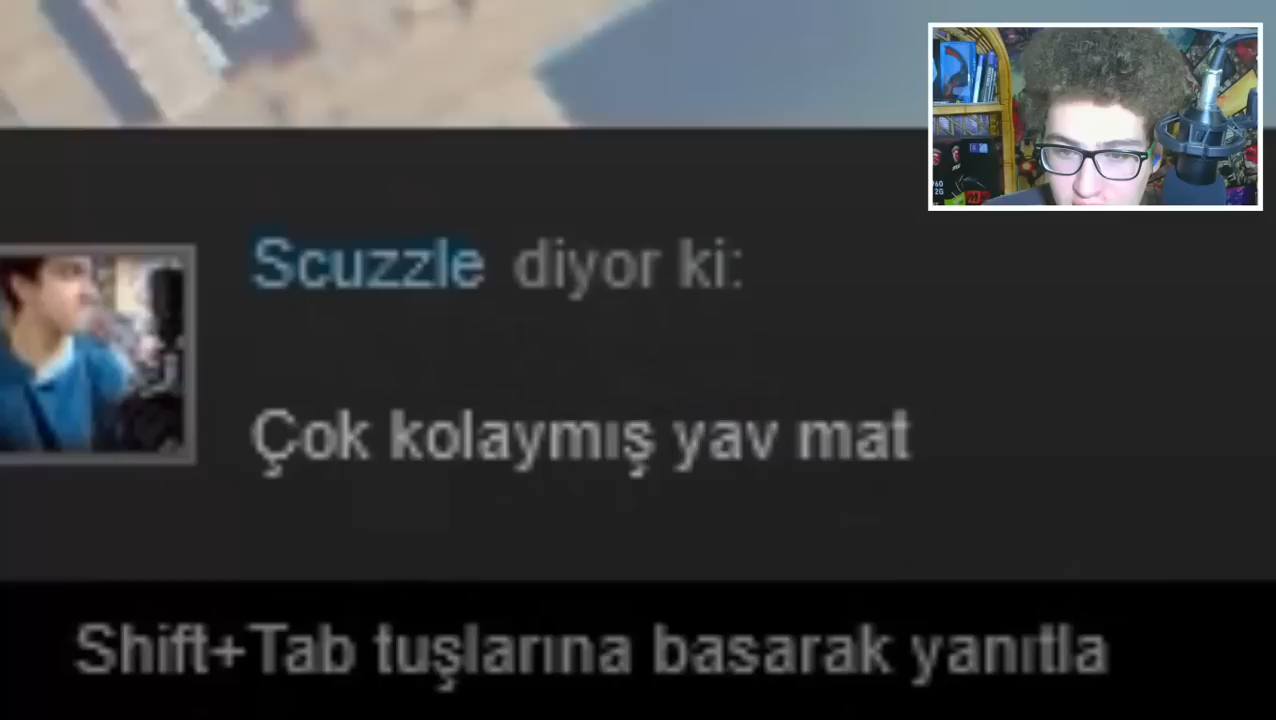 Scuzzle diyor ki:
Çok kolaymış yav mat
Shift+Tab tuşlarına basarak yanıtla